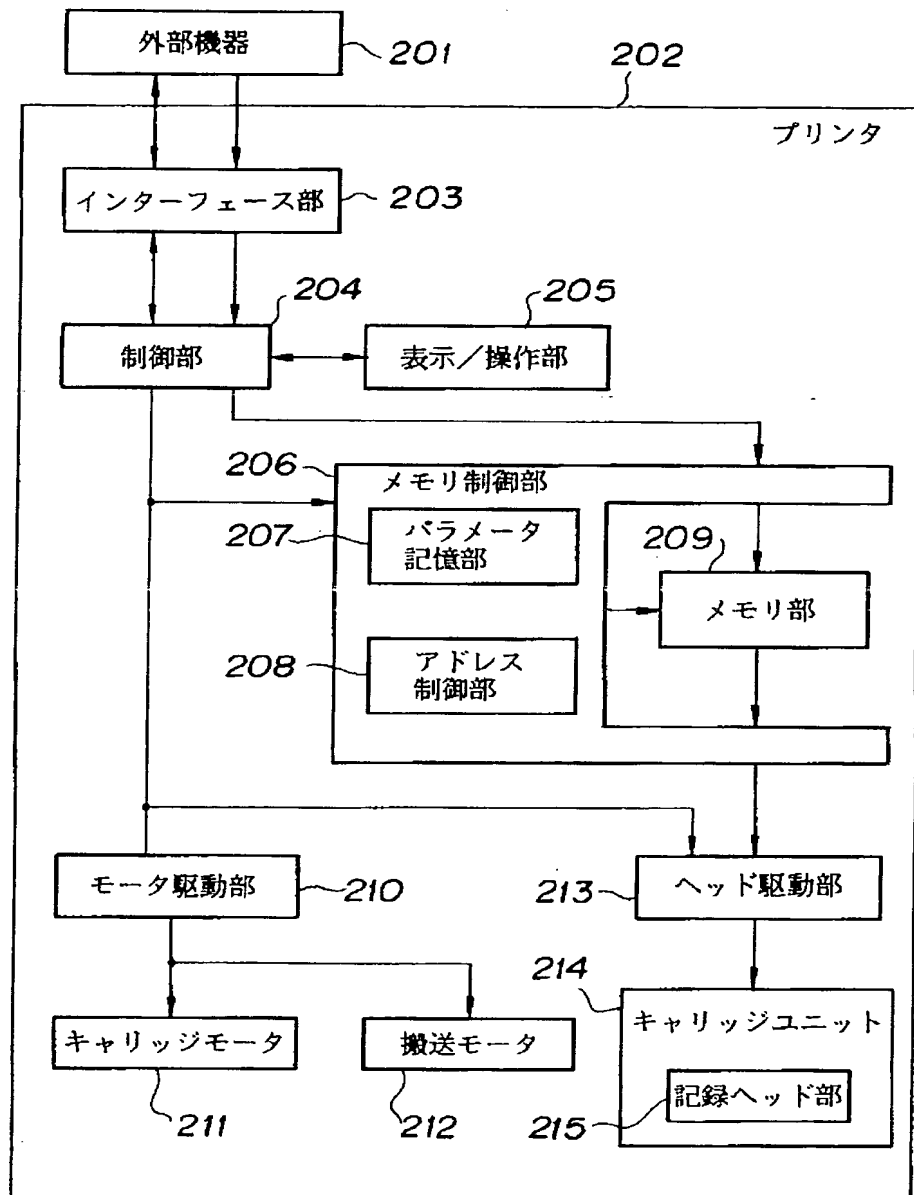 外部機器
201
202
プリンタ
インターフェース部
203
204
205
制御部
表示/操作部
206
メモリ制御部
207
パラメータ
記憶部
209
メモリ部
208
アドレス
制御部
モータ駆動部
210
213
ヘッド駆動部
214
キャリッジユニット
キャリッジモータ
搬送モータ
記録ヘッド部
211
212
215